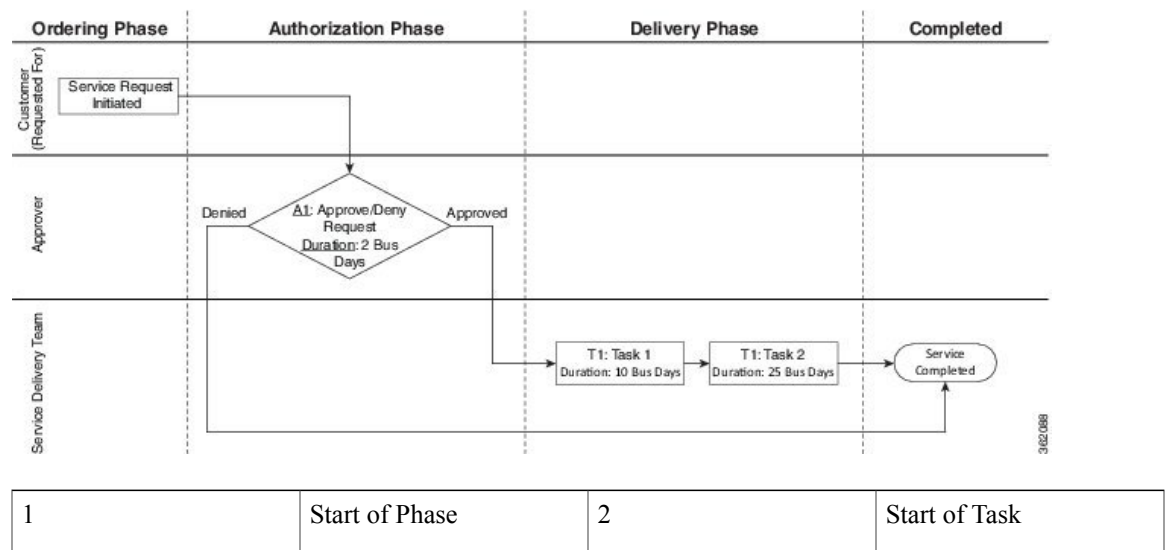 Ordering Phase
Authorization Phase
Delivery Phase
Completed
Customer
(Requested For)
Service Request
Initiated
Approver
Denied
A1: Approve/Deny
Request
Duration: 2 Bus
Days
Approved
Service Delivery Team
T1: Task 1
Duration: 10 Bus Days
T1: Task 2
Duration: 25 Bus Days
Service
Completed
362088
1 Start of Phase 2 Start of Task